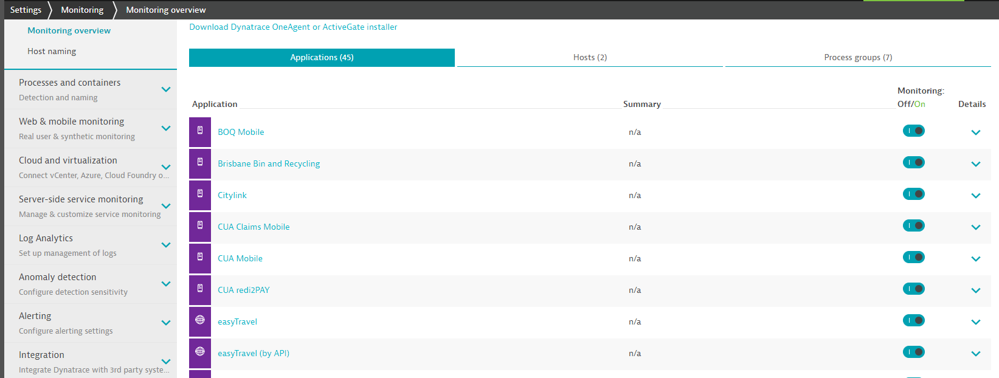 Settings Monitoring Monitoring overview
Monitoring overview
Host naming
Processes and containers
Detection and naming
Web & mobile monitoring
Real user & synthetic monitoring
Cloud and virtualization
Connect vCenter, Azure, Cloud Foundry o...
Server-side service monitoring
Manage & customize service monitoring
Log Analytics
Set up management of logs
Anomaly detection
Configure detection sensitivity
Alerting
Configure alerting settings
Integration
Integrate Dynatrace with 3rd party syste...
Download Dynatrace OneAgent or ActiveGate installer
Applications (45) Hosts (2) Process groups (7)
Monitoring:
Application Summary Off/On Details
BOQ Mobile n/a
Brisbane Bin and Recycling n/a
Citylink n/a
CUA Claims Mobile n/a
CUA Mobile n/a
CUA redi2PAY n/a
easyTravel n/a
easyTravel (by API) n/a